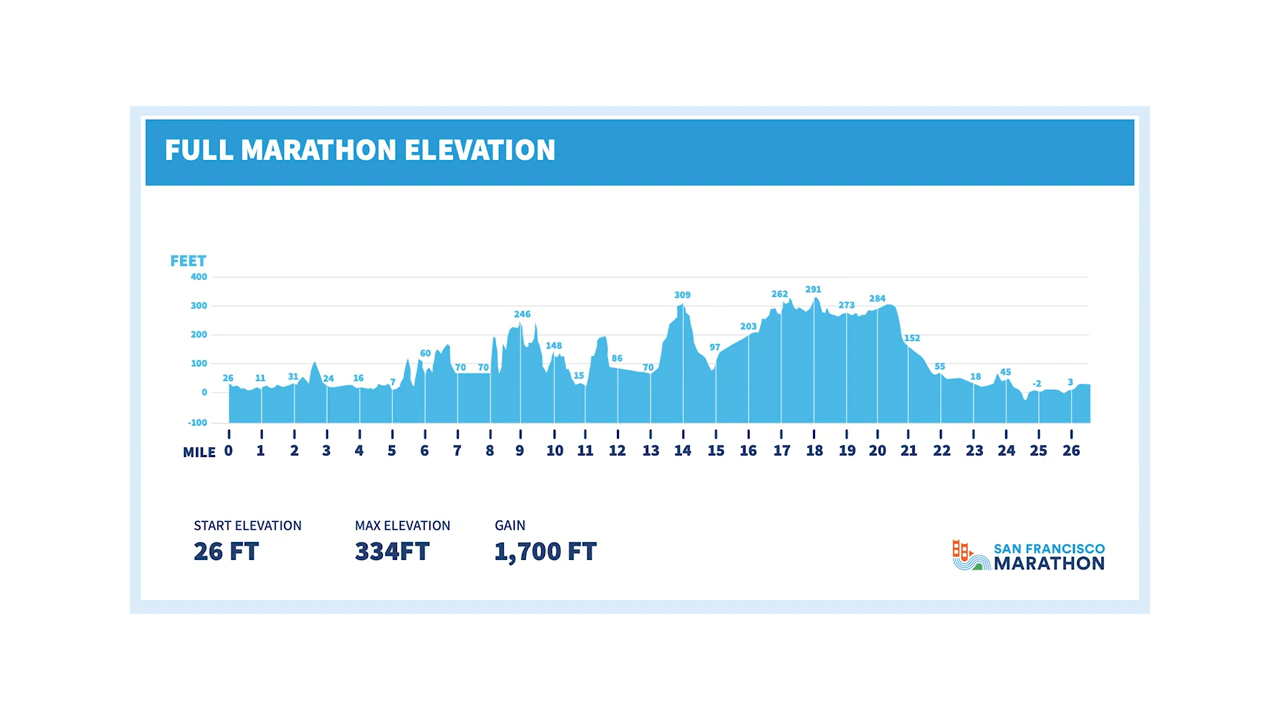 FULL MARATHON ELEVATION
FEET
400
300
200
100
0
-100
26 11 31 24 16 7 60 70 70 246 148 15 86 70 309 97 203 262 291 273 284 152 55 18 45 -2 3
MILE 0 1 2 3 4 5 6 7 8 9 10 11 12 13 14 15 16 17 18 19 20 21 22 23 24 25 26
START ELEVATION
26 FT
MAX ELEVATION
334FT
GAIN
1,700 FT
SAN FRANCISCO
MARATHON